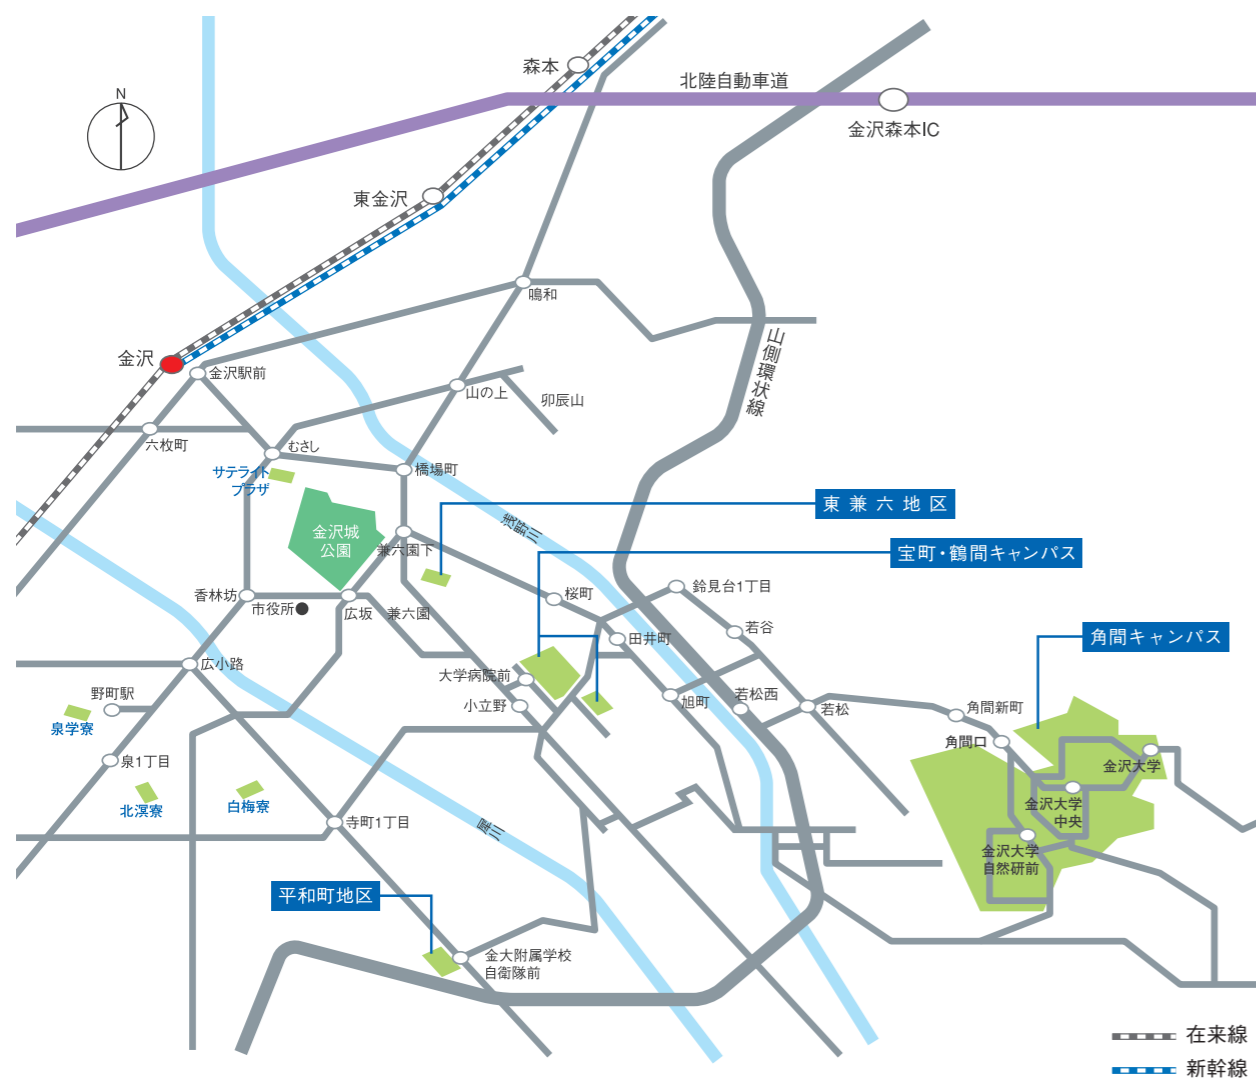 森本
北陸自動車道
N
金沢森本IC
東金沢
鳴和
山側環状線
金沢
金沢駅前
山の上
卯辰山
六枚町
むさし
サテライト
プラザ
橋場町
東兼六地区
浅野川
金沢城
公園
兼六園下
宝町・鶴間キャンパス
香林坊
市役所
広坂
兼六園
桜町
鈴見台1丁目
若谷
田井町
角間キャンパス
広小路
大学病院前
小立野
野町駅
泉学寮
旭町
若松西
若松
角間新町
角間口
金沢大学
泉1丁目
北溟寮
白梅寮
寺町1丁目
犀川
金沢大学
中央
金沢大学
自然研前
平和町地区
金大附属学校
自衛隊前
在来線
新幹線